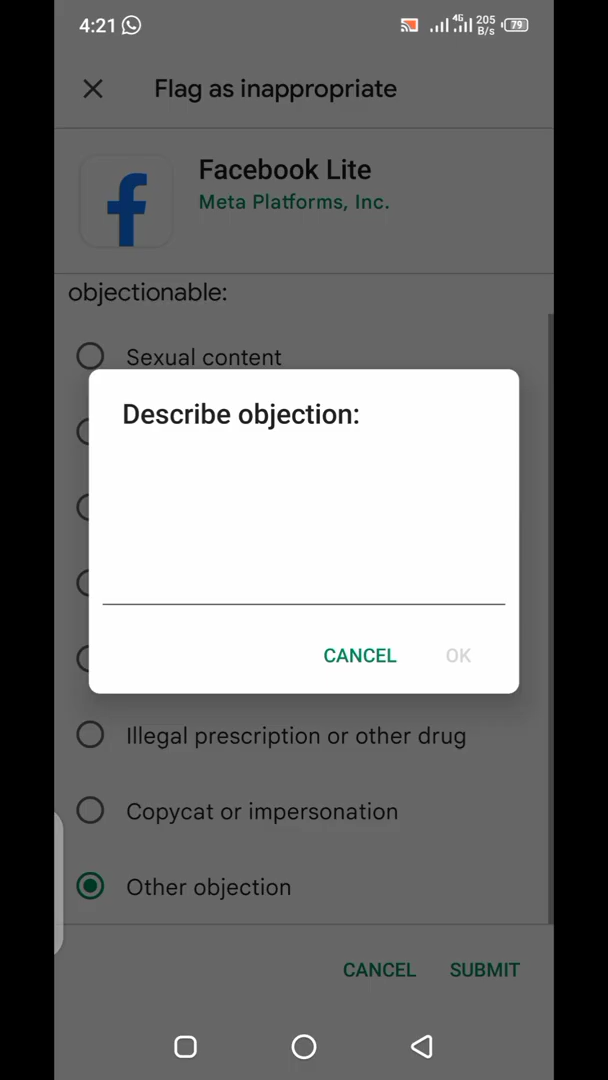 4:21
4G 205 B/s 79
Flag as inappropriate
Facebook Lite
Meta Platforms, Inc.
objectionable:
Sexual content
Describe objection:
CANCEL OK
Illegal prescription or other drug
Copycat or impersonation
Other objection
CANCEL SUBMIT